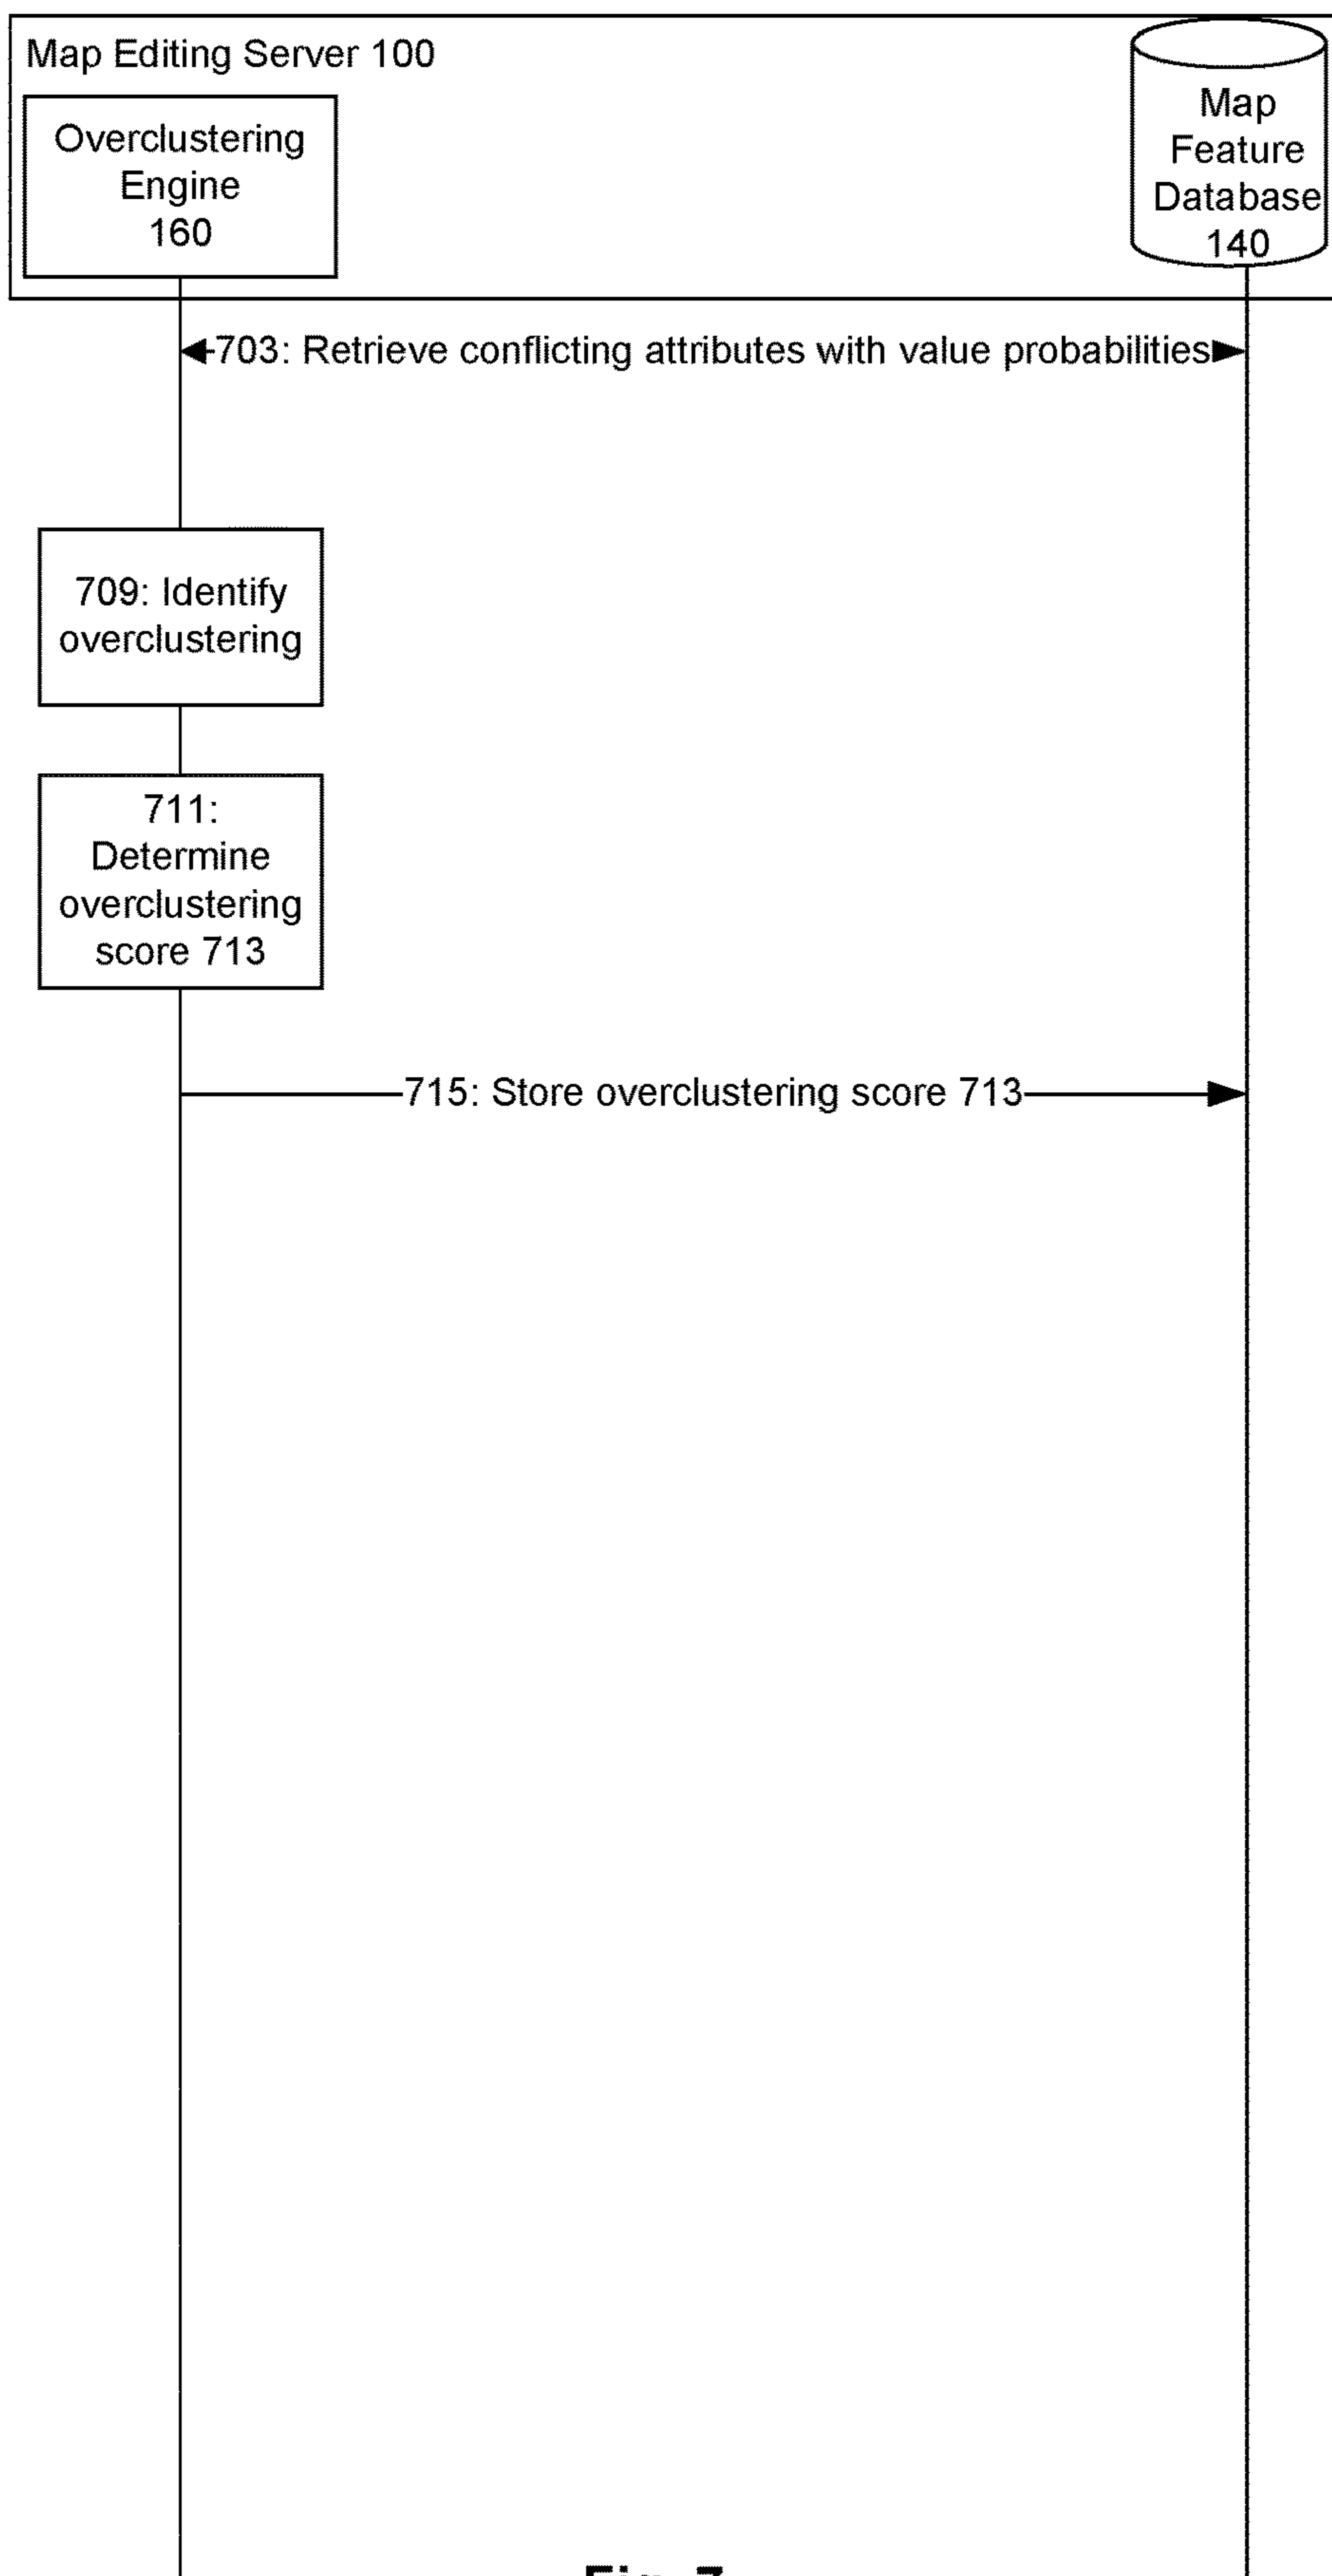 Map Editing Server 100
Overclustering
Engine
160
Map
Feature
Database
140
703: Retrieve conflicting attributes with value probabilities
709: Identify
overclustering
711:
Determine
overclustering
score 713
715: Store overclustering score 713